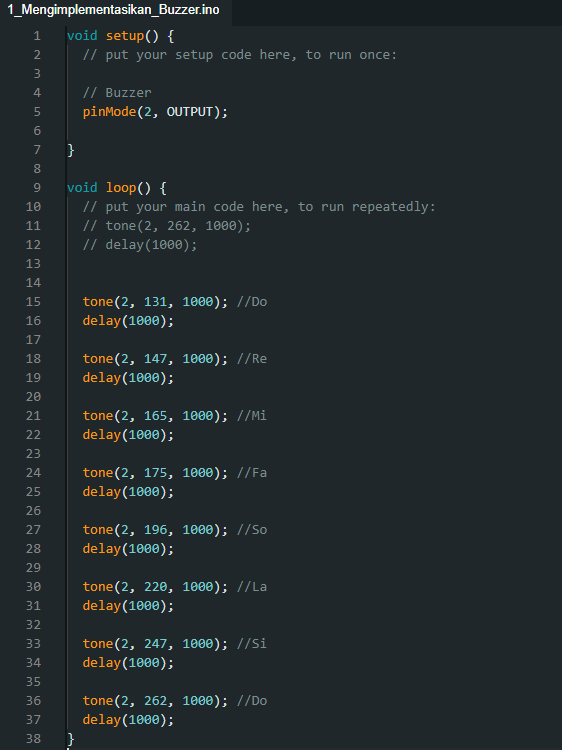 1_Mengimplementasikan_Buzzer.ino
1 void setup() {
2 // put your setup code here, to run once:
3
4 // Buzzer
5 pinMode(2, OUTPUT);
6
7 }
8
9 void loop() {
10 // put your main code here, to run repeatedly:
11 // tone(2, 262, 1000);
12 // delay(1000);
13
14
15 tone(2, 131, 1000); //Do
16 delay(1000);
17
18 tone(2, 147, 1000); //Re
19 delay(1000);
20
21 tone(2, 165, 1000); //Mi
22 delay(1000);
23
24 tone(2, 175, 1000); //Fa
25 delay(1000);
26
27 tone(2, 196, 1000); //So
28 delay(1000);
29
30 tone(2, 220, 1000); //La
31 delay(1000);
32
33 tone(2, 247, 1000); //Si
34 delay(1000);
35
36 tone(2, 262, 1000); //Do
37 delay(1000);
38 }